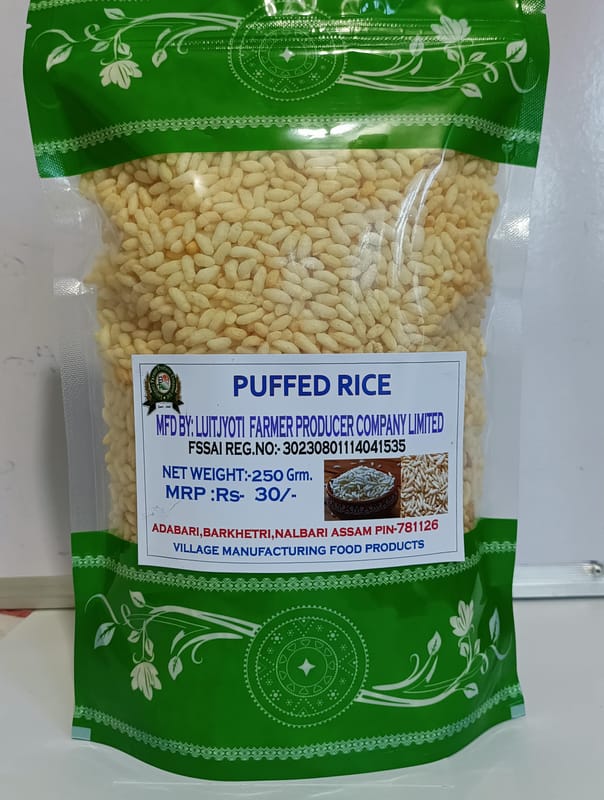 PUFFED RICE
MFD BY: LUITJYOTI FARMER PRODUCER COMPANY LIMITED
FSSAI REG.NO:- 30230801114041535
NET WEIGHT:-250 Grm.
MRP :Rs- 30/-
ADABARI,BARKHETRI,NALBARI ASSAM PIN-781126
VILLAGE MANUFACTURING FOOD PRODUCTS